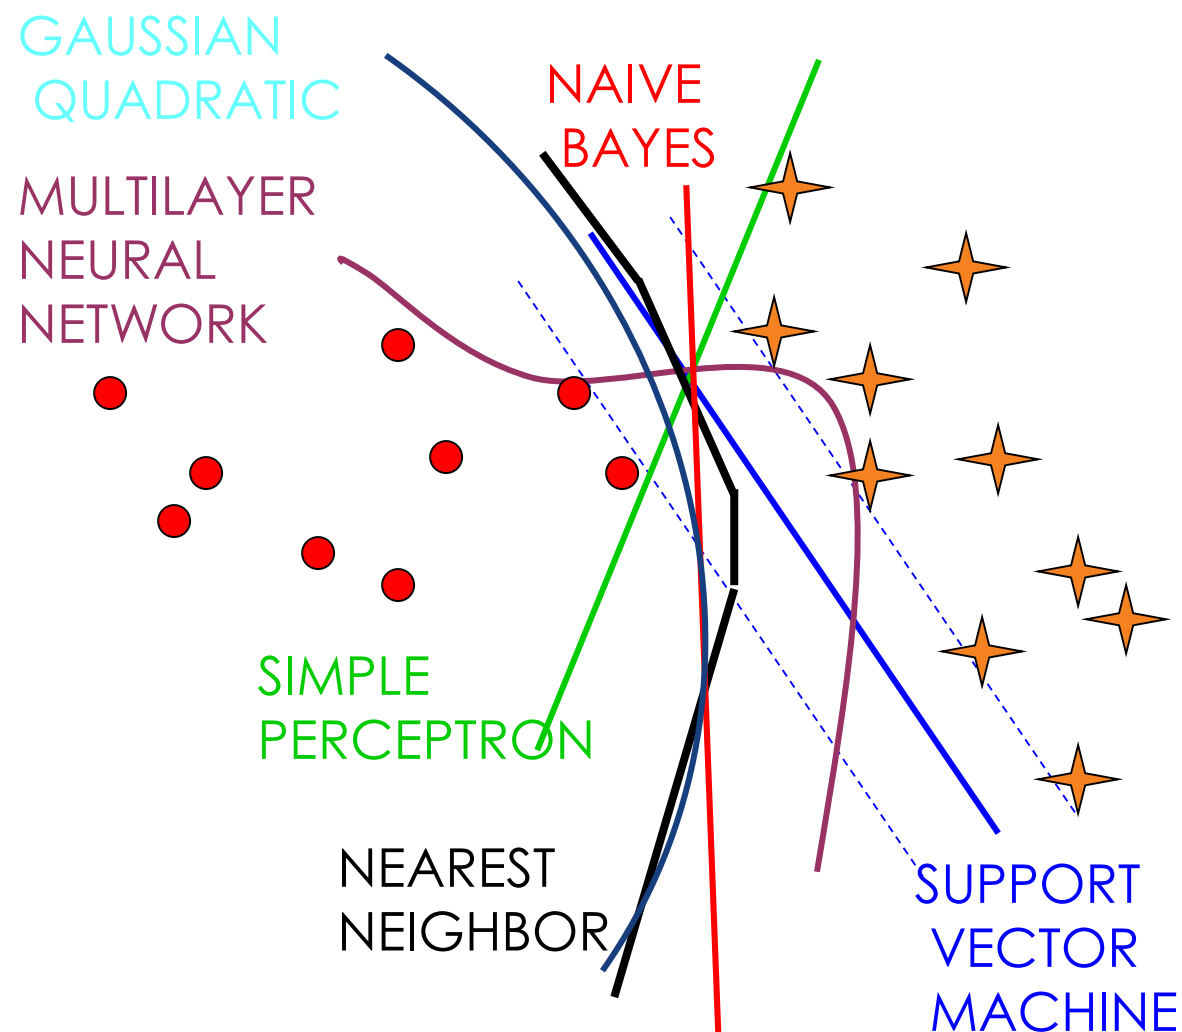 GAUSSIAN
QUADRATIC
NAIVE
BAYES
MULTILAYER
NEURAL
NETWORK
SIMPLE
PERCEPTRON
NEAREST
NEIGHBOR
SUPPORT
VECTOR
MACHINE